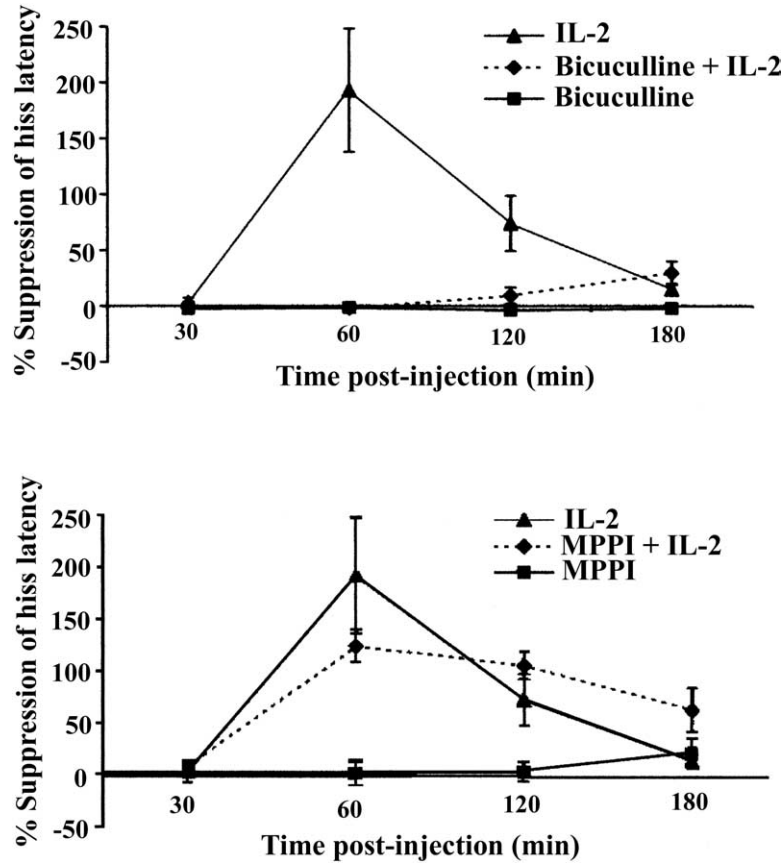 % Suppression of hiss latency
250
200
150
100
50
0
-50
IL-2
Bicuculline + IL-2
Bicuculline
30
60
120
180
Time post-injection (min)
% Suppression of hiss latency
250
200
150
100
50
0
-50
IL-2
MPPI + IL-2
MPPI
30
60
120
180
Time post-injection (min)